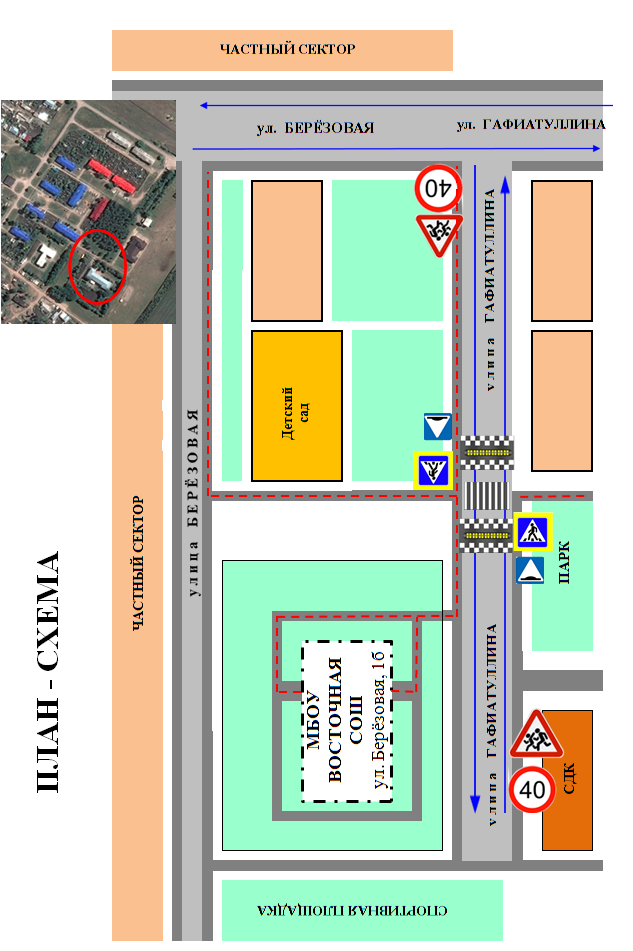 ЧАСТНЫЙ СЕКТОР
ул. БЕРЁЗОВАЯ
ул. ГАФИАТУЛЛИНА
40
улица ГАФИАТУЛЛИНА
Детский
сад
улица БЕРЁЗОВАЯ
ЧАСТНЫЙ СЕКТОР
ПЛАН - СХЕМА
ПАРК
МБОУ
ВОСТОЧНАЯ
СОШ
ул. Берёзовая, 1б
улица ГАФИАТУЛЛИНА
40
СДК
СПОРТИВНАЯ ПЛОЩАДКА